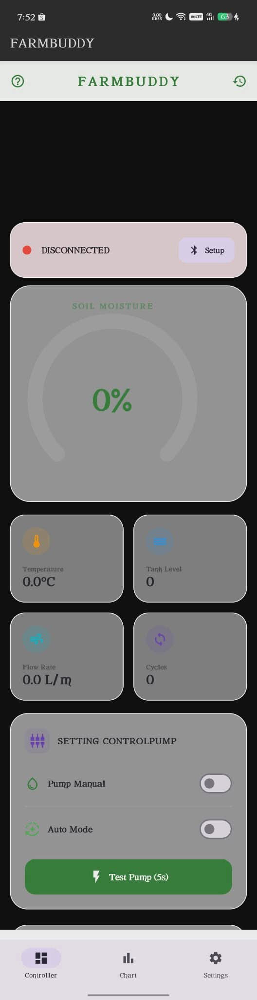 7:52
0.00
KB/S
VoLTE
4G
63
FARMBUDDY
FARMBUDDY
DISCONNECTED
Setup
SOIL MOISTURE
0%
Temperature
0.0°C
Tank Level
0
Flow Rate
0.0 L/m
Cycles
0
SETTING CONTROLPUMP
Pump Manual
Auto Mode
Test Pump (5s)
Controller
Chart
Settings